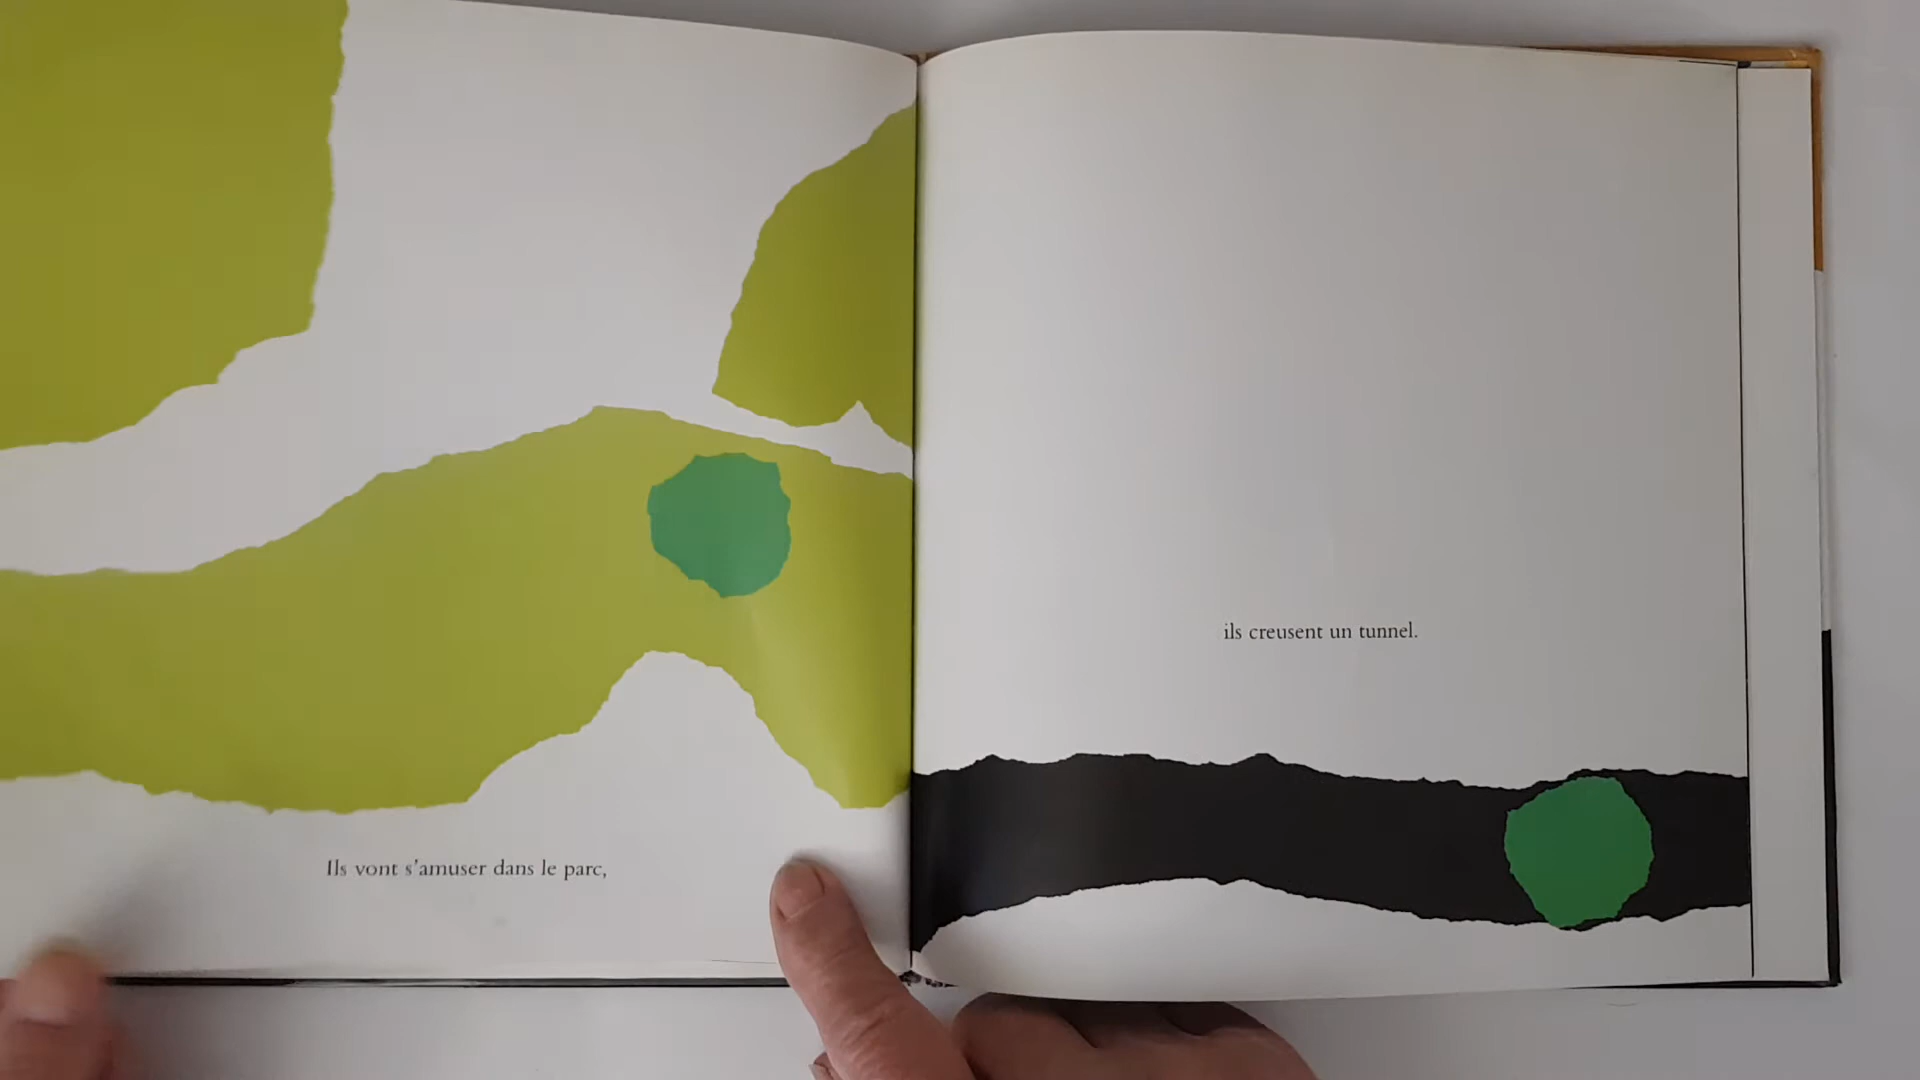 Ils vont s'amuser dans le parc,
ils creusent un tunnel.